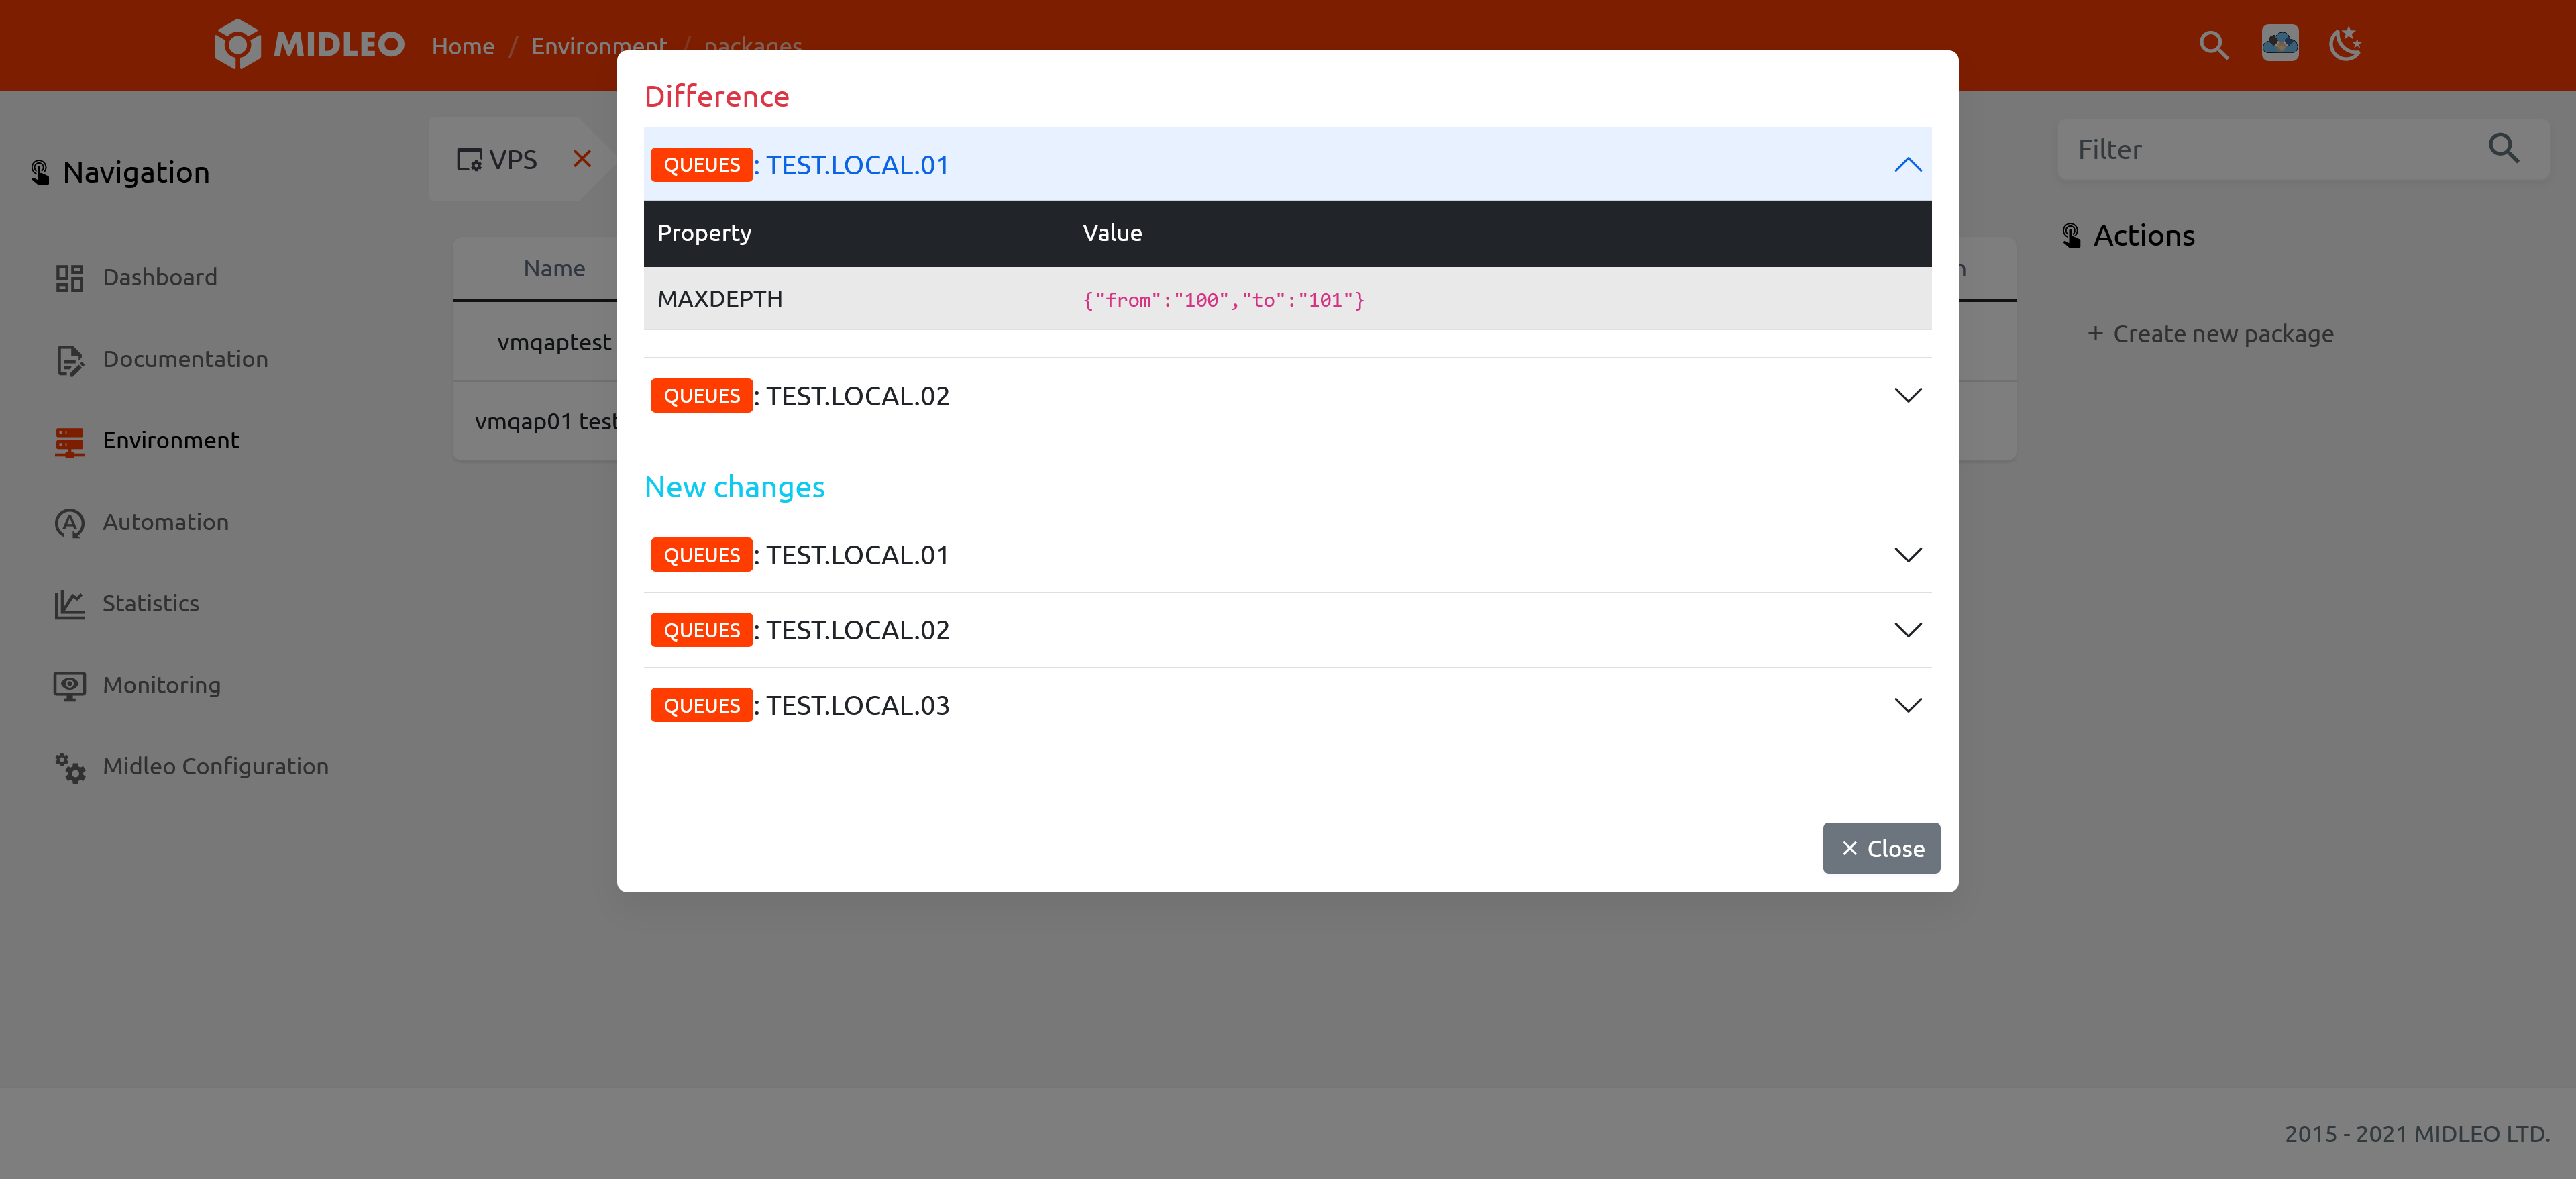 MIDLEO Home / Environment / packages
Navigation
Dashboard
Documentation
Environment
Automation
Statistics
Monitoring
Midleo Configuration
VPS
Name
vmqaptest
vmqap01 test
Difference
QUEUES : TEST.LOCAL.01
Property Value
MAXDEPTH {"from":"100","to":"101"}
QUEUES : TEST.LOCAL.02
New changes
QUEUES : TEST.LOCAL.01
QUEUES : TEST.LOCAL.02
QUEUES : TEST.LOCAL.03
× Close
Filter
Actions
+ Create new package
2015 - 2021 MIDLEO LTD.